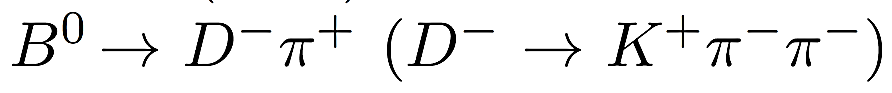 B⁰ → D⁻π⁺ (D⁻ → K⁺π⁻π⁻)